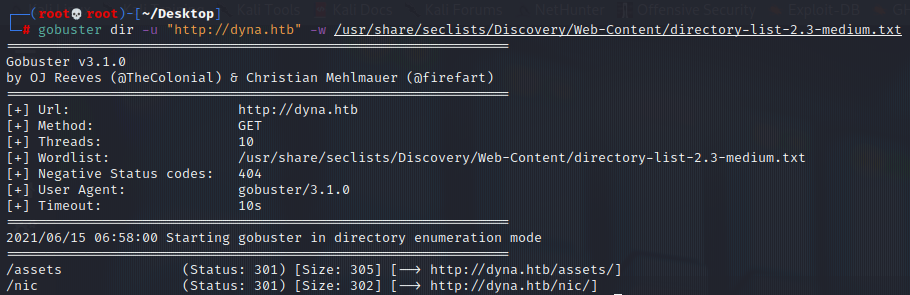 ┌──(root💀root)-[~/Desktop]
└─# gobuster dir -u "http://dyna.htb" -w /usr/share/seclists/Discovery/Web-Content/directory-list-2.3-medium.txt
===============================================================
Gobuster v3.1.0
by OJ Reeves (@TheColonial) & Christian Mehlmauer (@firefart)
===============================================================
[+] Url:                     http://dyna.htb
[+] Method:                  GET
[+] Threads:                 10
[+] Wordlist:                /usr/share/seclists/Discovery/Web-Content/directory-list-2.3-medium.txt
[+] Negative Status codes:   404
[+] User Agent:              gobuster/3.1.0
[+] Timeout:                 10s
===============================================================
2021/06/15 06:58:00 Starting gobuster in directory enumeration mode
===============================================================
/assets               (Status: 301) [Size: 305] [--> http://dyna.htb/assets/]
/nic                  (Status: 301) [Size: 302] [--> http://dyna.htb/nic/]